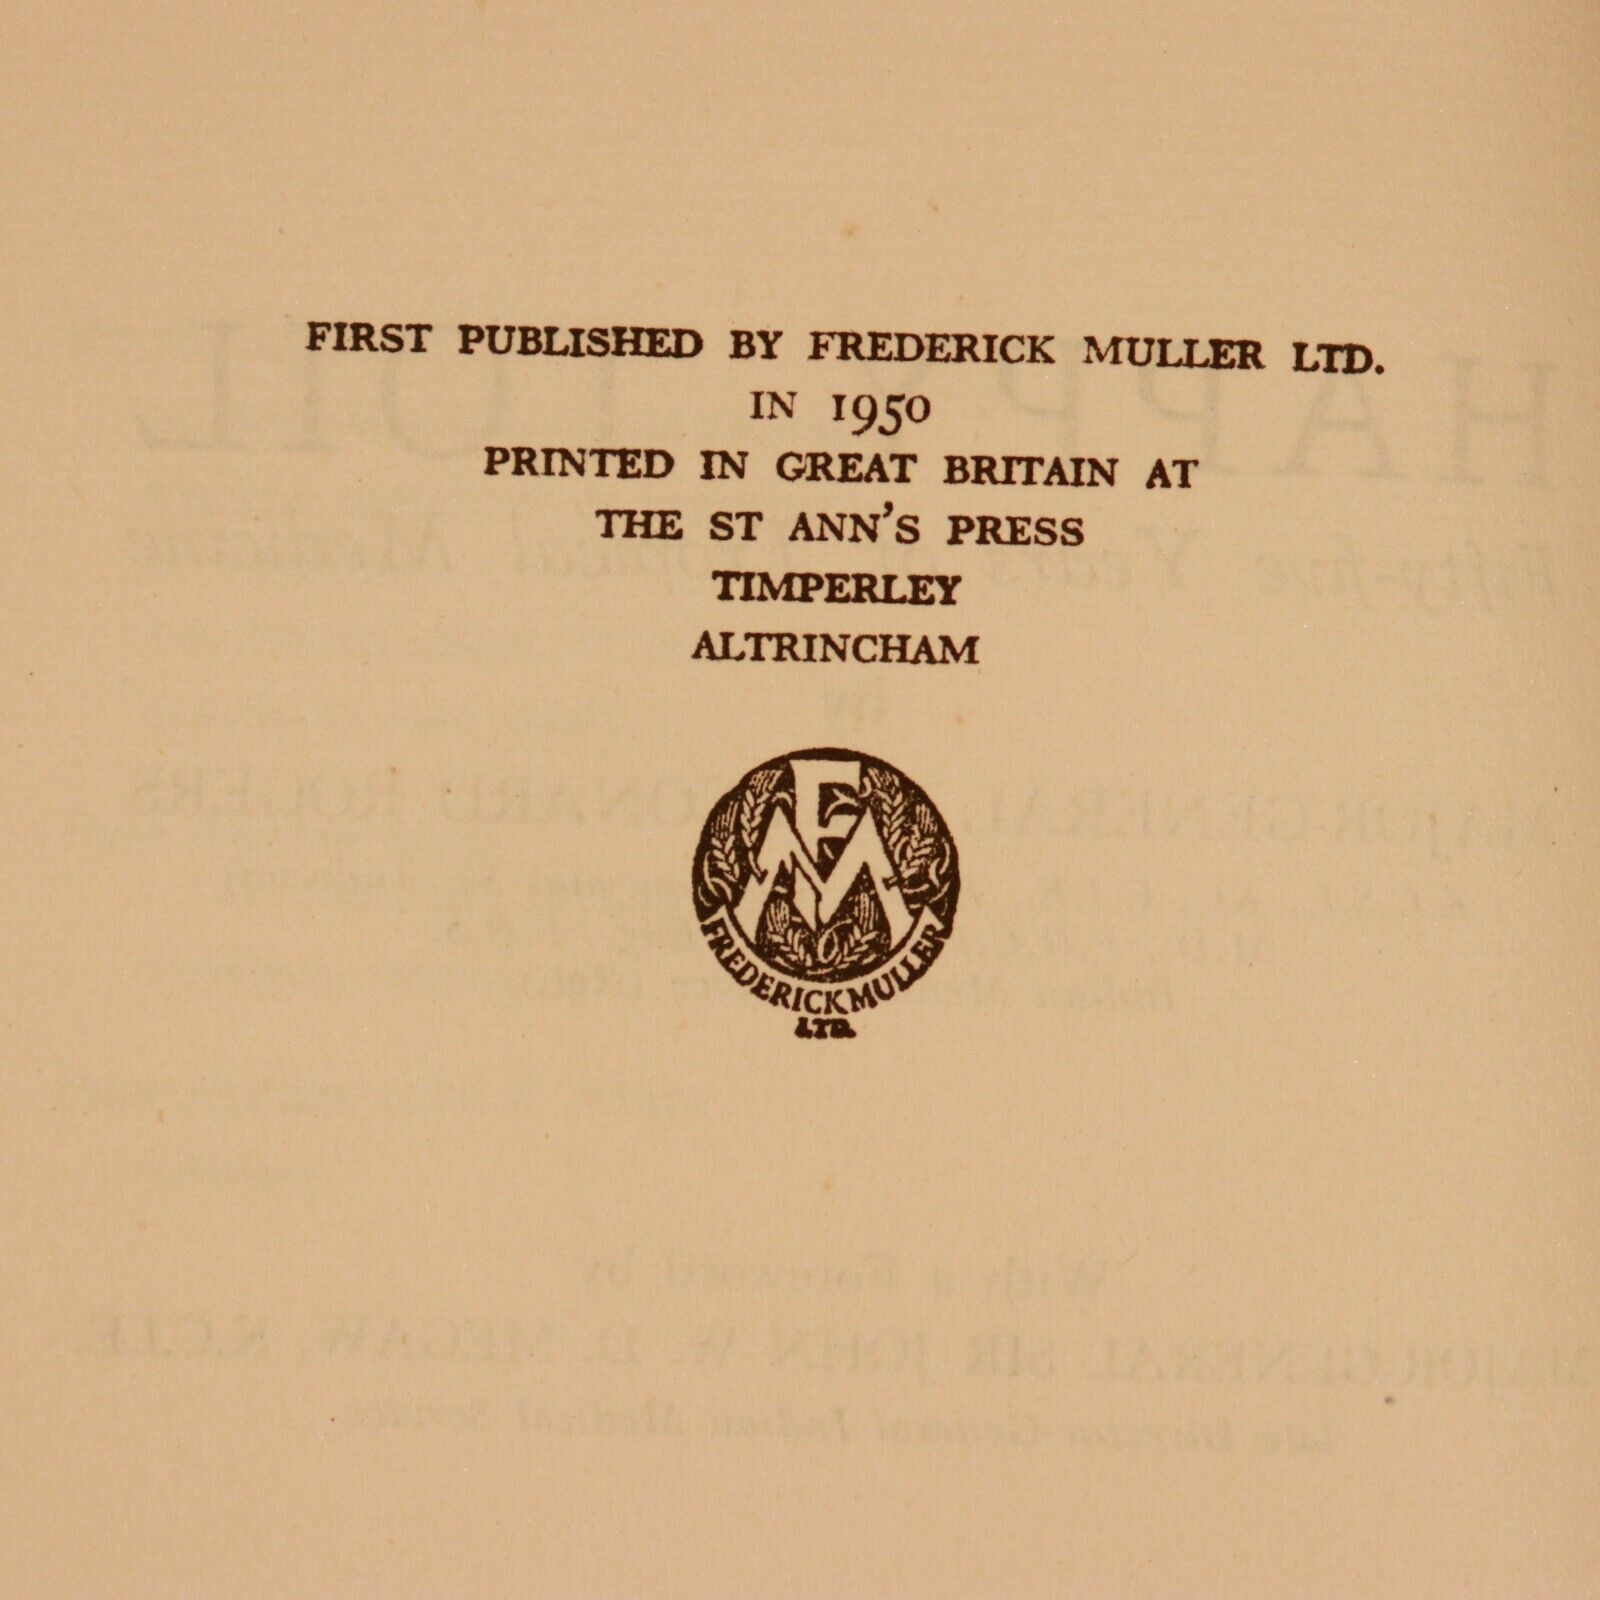 FIRST PUBLISHED BY FREDERICK MULLER LTD.
IN 1950
PRINTED IN GREAT BRITAIN AT
THE ST ANN'S PRESS
TIMPERLEY
ALTRINCHAM
FM
FREDERICK MULLER
LTD.